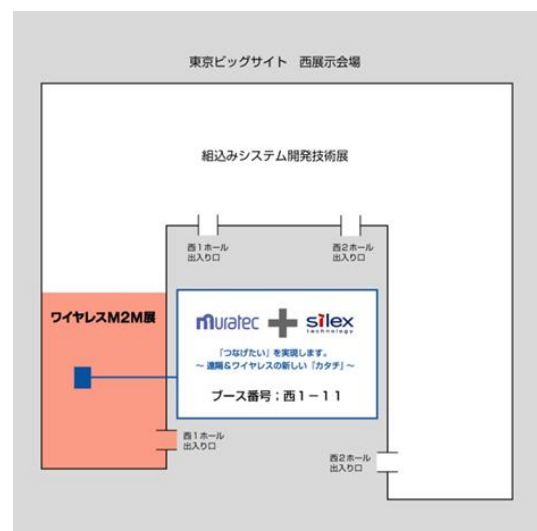 東京ビッグサイト 西展示会場
組込みシステム開発技術展
西1ホール
出入り口
西2ホール
出入り口
ワイヤレスM2M展
muratec + silex
technology
「つなげたい」を実現します。
~ 遠隔&ワイヤレスの新しい「カタチ」~
ブース番号；西1-11
西1ホール
出入り口
西2ホール
出入り口